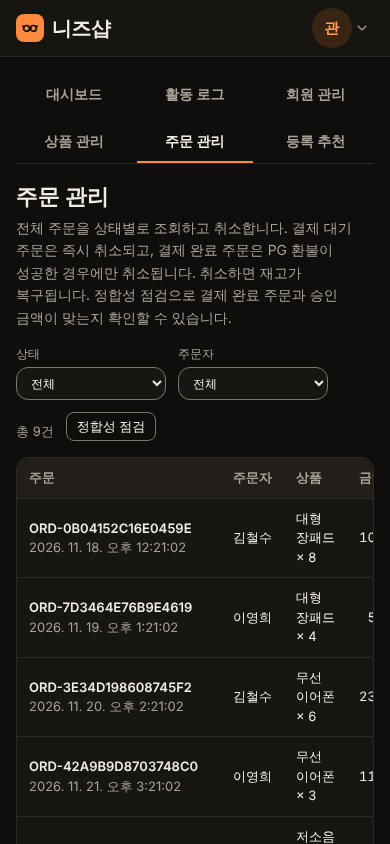 니즈샵
관
대시보드
활동 로그
회원 관리
상품 관리
주문 관리
등록 추천
주문 관리
전체 주문을 상태별로 조회하고 취소합니다. 결제 대기
주문은 즉시 취소되고, 결제 완료 주문은 PG 환불이
성공한 경우에만 취소됩니다. 취소하면 재고가
복구됩니다. 정합성 점검으로 결제 완료 주문과 승인
금액이 맞는지 확인할 수 있습니다.
상태
주문자
전체
전체
총 9건
정합성 점검
주문
주문자
상품
ORD-0B04152C16E0459E
2026. 11. 18. 오후 12:21:02
김철수
대형
장패드
× 8
10
ORD-7D3464E76B9E4619
2026. 11. 19. 오후 1:21:02
이영희
대형
장패드
× 4
5
ORD-3E34D198608745F2
2026. 11. 20. 오후 2:21:02
김철수
무선
이어폰
× 6
23
ORD-42A9B9D8703748C0
2026. 11. 21. 오후 3:21:02
이영희
무선
이어폰
× 3
11
저소음